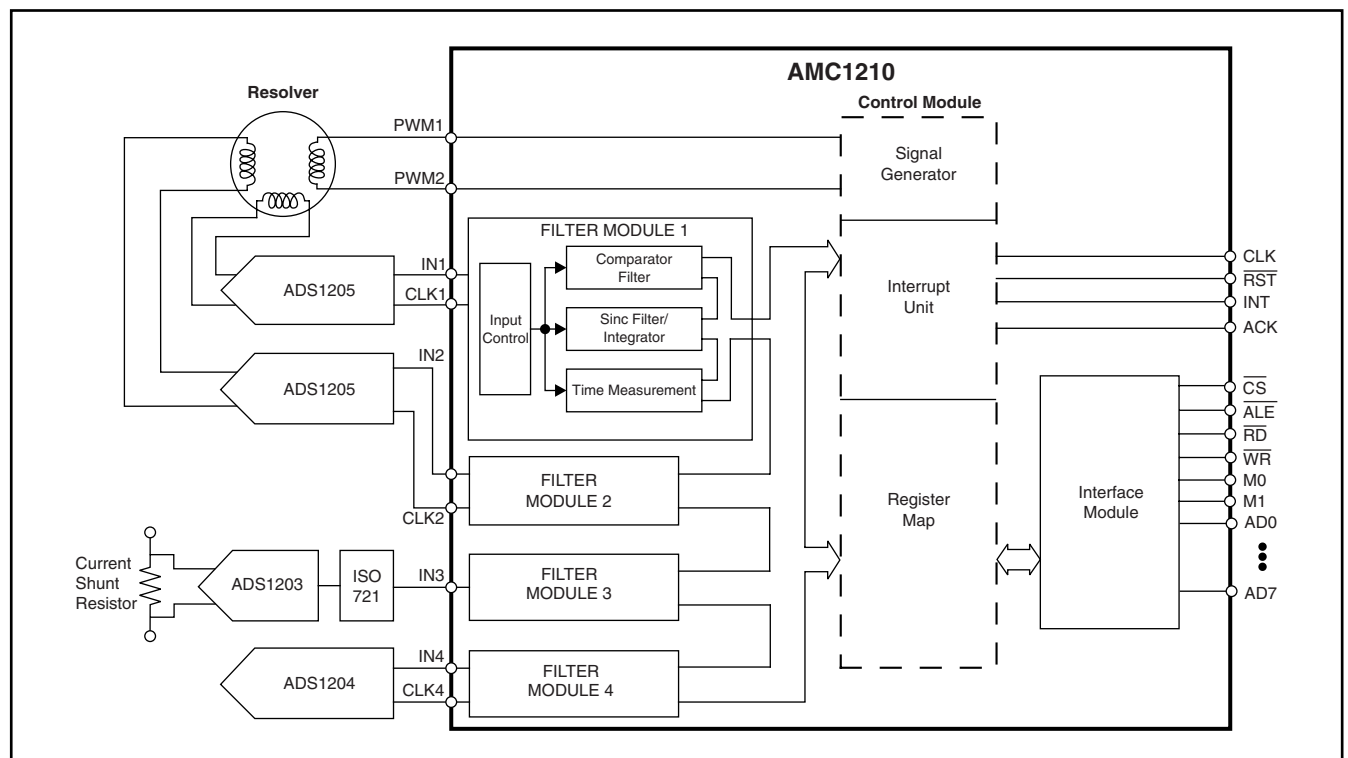 AMC1210
Control Module
Resolver
PWM1
PWM2
Signal
Generator
FILTER MODULE 1
Input
Control
Comparator
Filter
Sinc Filter/
Integrator
Time Measurement
IN1
CLK1
ADS1205
IN2
CLK2
ADS1205
FILTER
MODULE 2
Interrupt
Unit
CLK
RST
INT
ACK
Register
Map
Interface
Module
CS
ALE
RD
WR
M0
M1
AD0
AD7
Current
Shunt
Resistor
ADS1203
ISO
721
IN3
FILTER
MODULE 3
ADS1204
IN4
CLK4
FILTER
MODULE 4